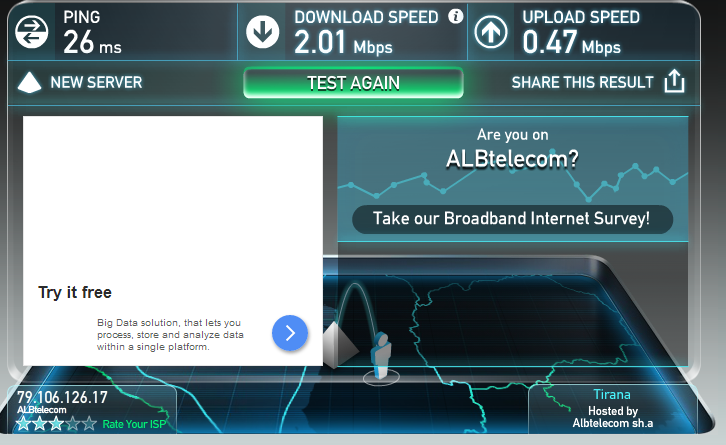 PING
26 ms
DOWNLOAD SPEED
2.01 Mbps
UPLOAD SPEED
0.47 Mbps
NEW SERVER
TEST AGAIN
SHARE THIS RESULT
Are you on
ALBtelecom?
Take our Broadband Internet Survey!
Try it free
Big Data solution, that lets you
process, store and analyze data
within a single platform.
79.106.126.17
ALBtelecom
Rate Your ISP
Tirana
Hosted by
Albtelecom sh.a